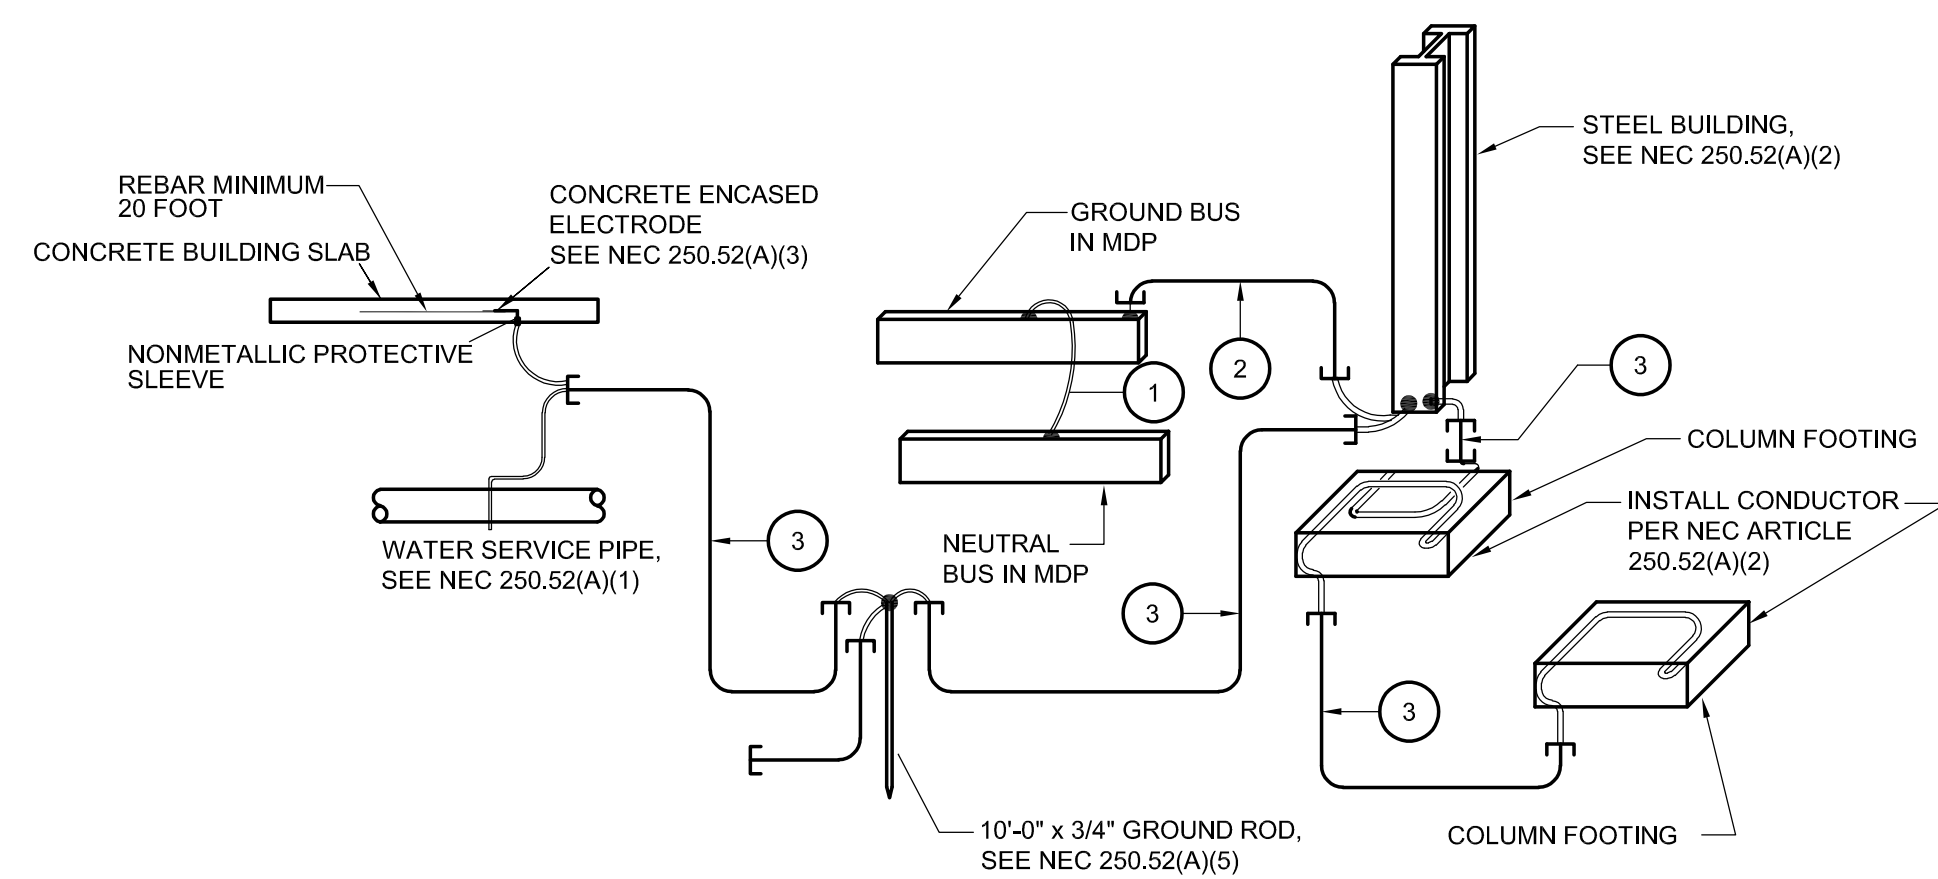 STEEL BUILDING,
SEE NEC 250.52(A)(2)
REBAR MINIMUM
20 FOOT
CONCRETE ENCASED
ELECTRODE
SEE NEC 250.52(A)(3)
CONCRETE BUILDING SLAB
GROUND BUS
IN MDP
NONMETALLIC PROTECTIVE
SLEEVE
1
2
3
COLUMN FOOTING
INSTALL CONDUCTOR
PER NEC ARTICLE
250.52(A)(2)
WATER SERVICE PIPE,
SEE NEC 250.52(A)(1)
3
NEUTRAL
BUS IN MDP
3
3
10'-0" x 3/4" GROUND ROD,
SEE NEC 250.52(A)(5)
COLUMN FOOTING